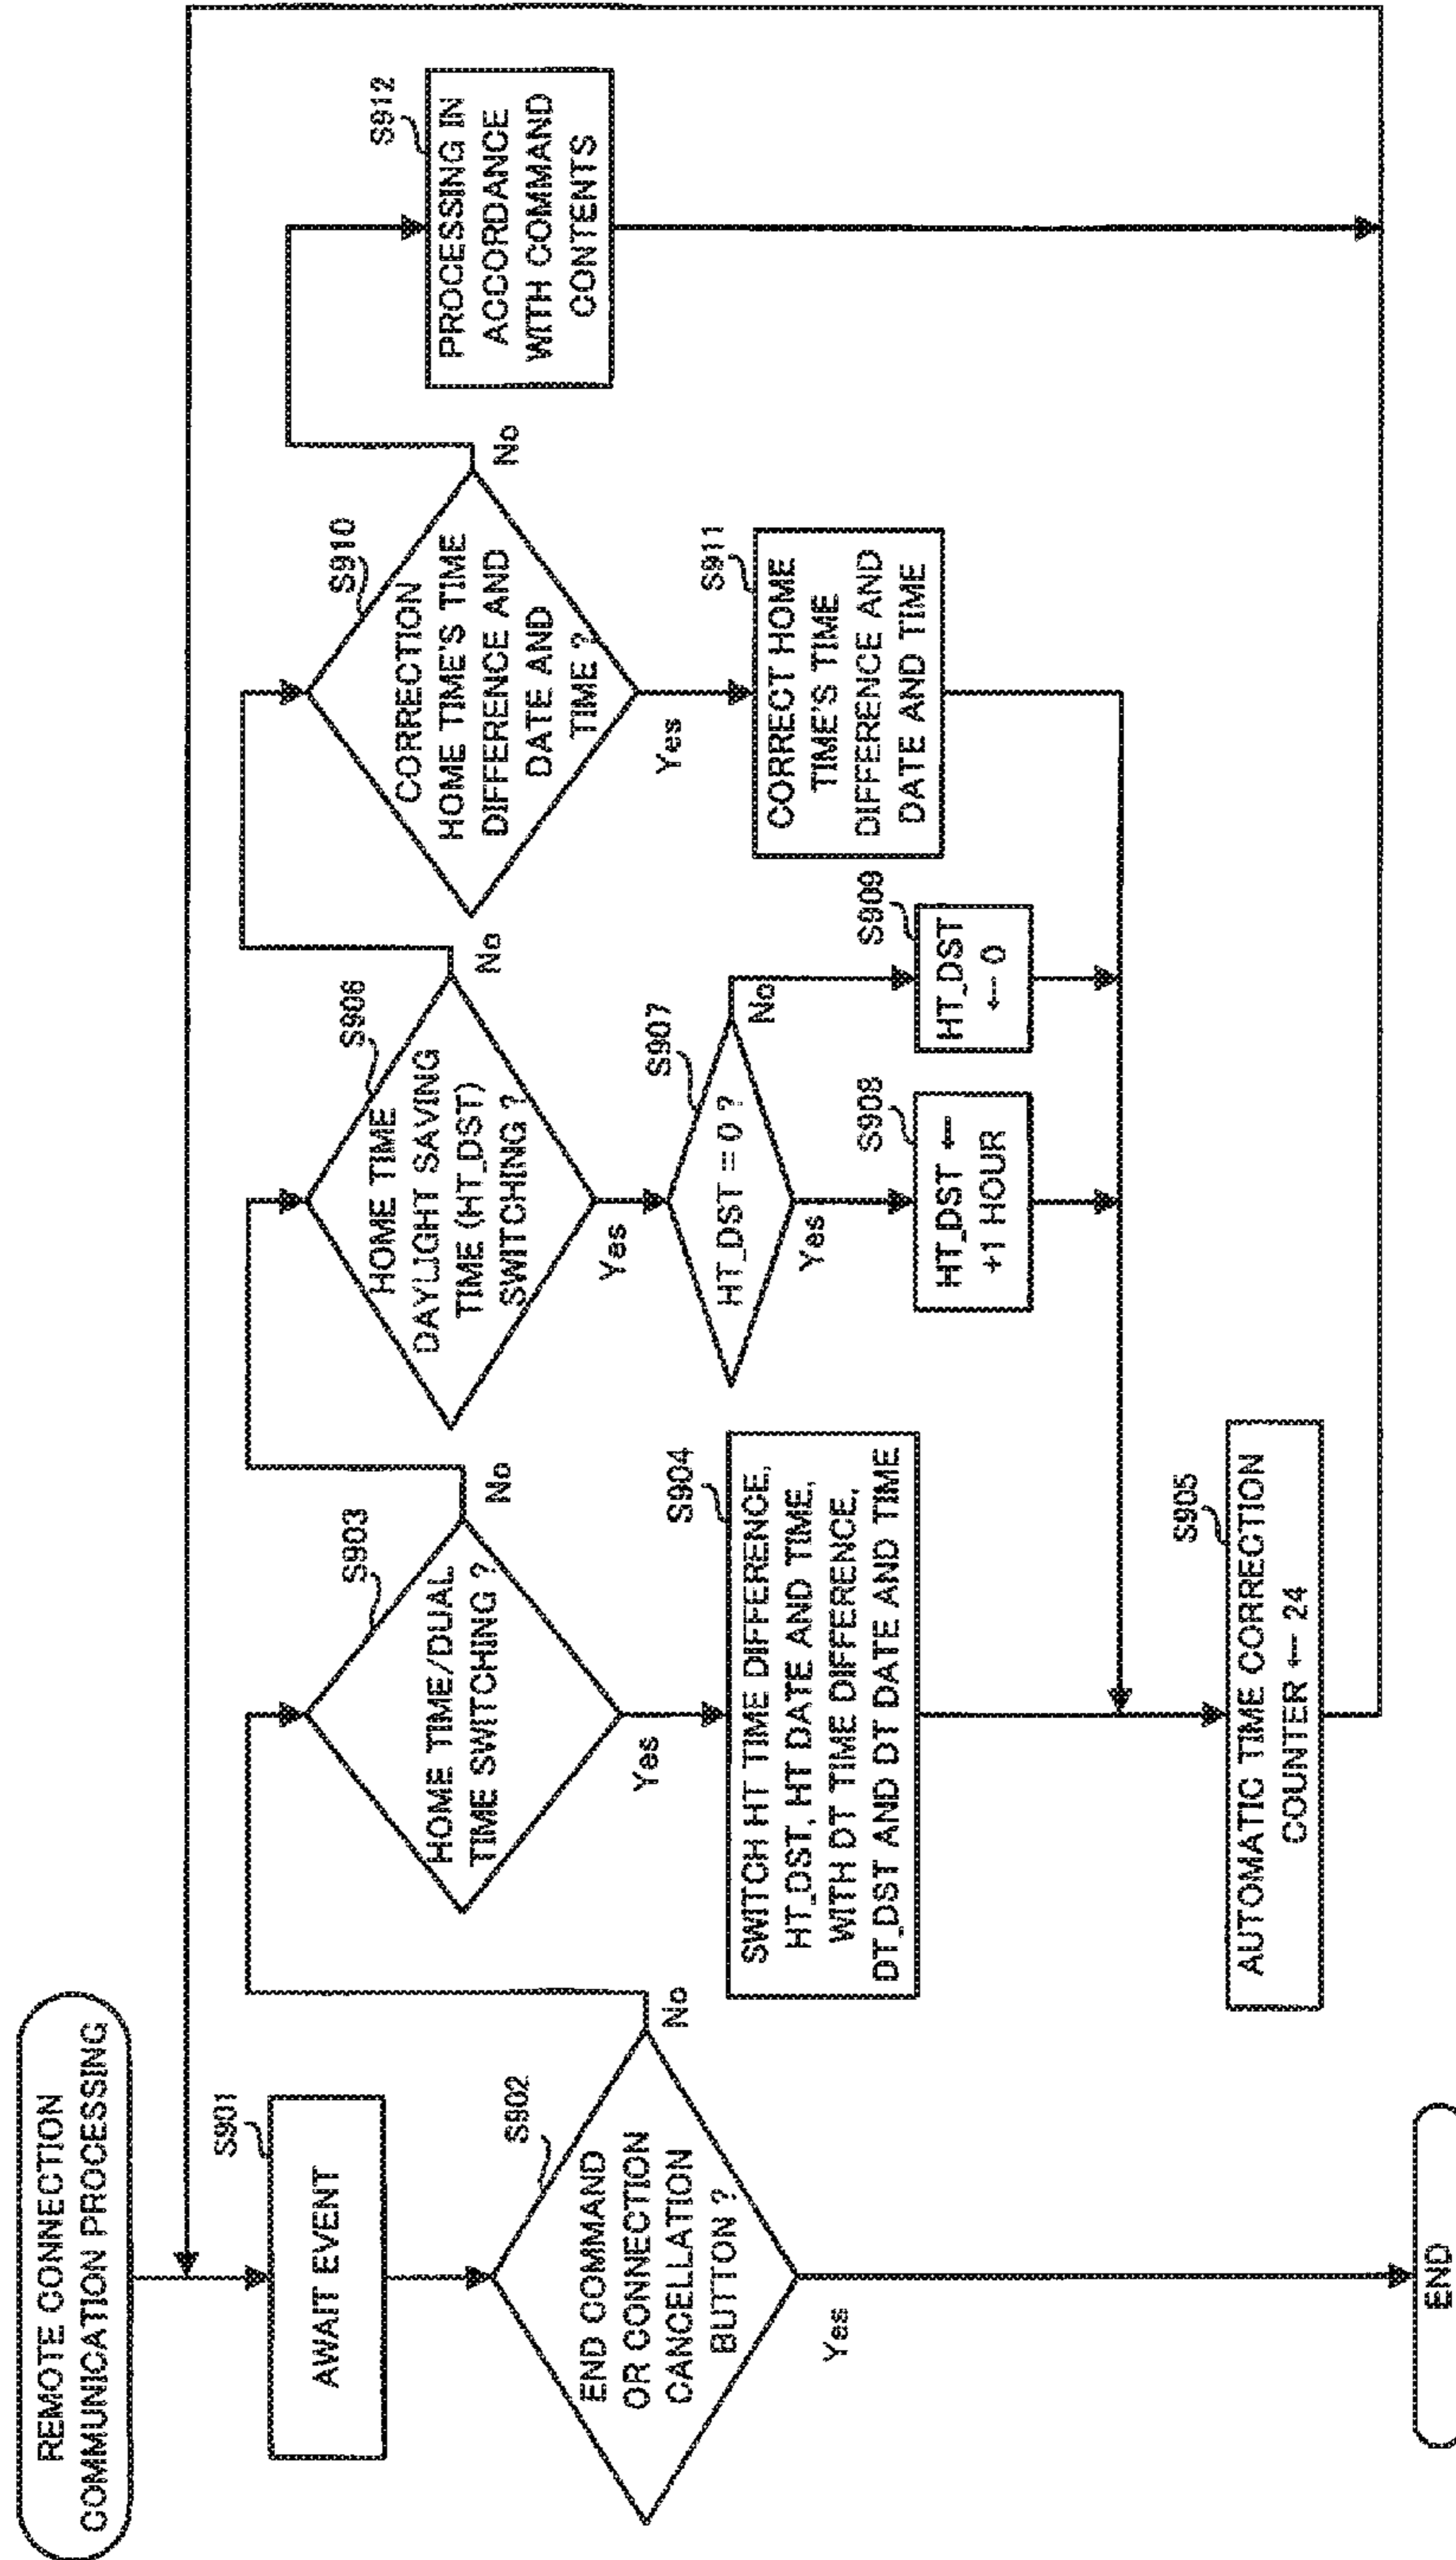 REMOTE CONNECTION
COMMUNICATION PROCESSING
S901
AWAIT EVENT
S902
END COMMAND
OR CONNECTION
CANCELLATION
BUTTON ?
No
Yes
END
S903
HOME TIME/DUAL
TIME SWITCHING ?
No
Yes
S904
SWITCH HT TIME DIFFERENCE,
HT_DST, HT DATE AND TIME,
WITH DT TIME DIFFERENCE,
DT_DST AND DT DATE AND TIME
S905
AUTOMATIC TIME CORRECTION
COUNTER ← 24
S906
HOME TIME
DAYLIGHT SAVING
TIME (HT_DST)
SWITCHING ?
No
Yes
S907
HT_DST = 0 ?
No
Yes
S908
HT_DST ←
+1 HOUR
S909
HT_DST
← 0
S910
CORRECTION
HOME TIME'S TIME
DIFFERENCE AND
DATE AND
TIME ?
No
Yes
S911
CORRECT HOME
TIME'S TIME
DIFFERENCE AND
DATE AND TIME
S912
PROCESSING IN
ACCORDANCE
WITH COMMAND
CONTENTS